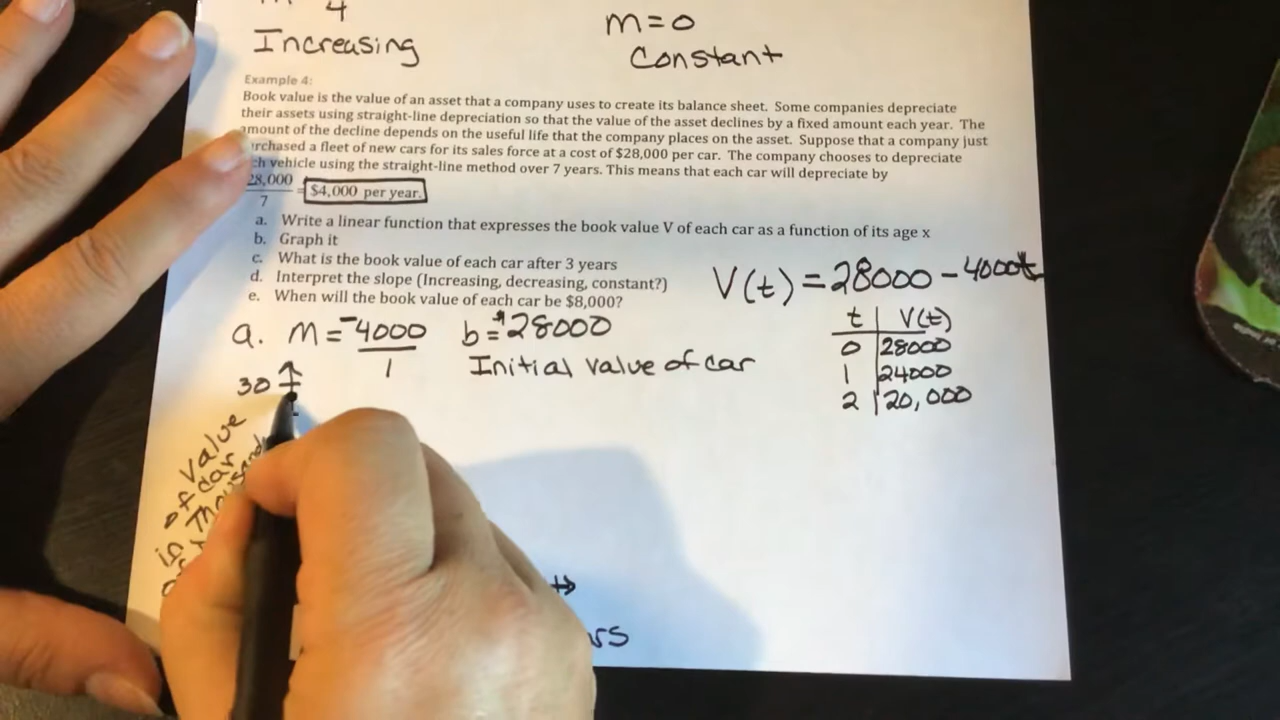 4
m=0
Increasing
Constant
Example 4:
Book value is the value of an asset that a company uses to create its balance sheet. Some companies depreciate
their assets using straight-line depreciation so that the value of the asset declines by a fixed amount each year. The
amount of the decline depends on the useful life that the company places on the asset. Suppose that a company just
a fleet of new cars for its sales force at a cost of $28,000 per car. The company chooses to depreciate
vehicle using the straight-line method over 7 years. This means that each car will depreciate by
28,000
7
= $4,000 per year.
a. Write a linear function that expresses the book value V of each car as a function of its age x
b. Graph it
c. What is the book value of each car after 3 years
d. Interpret the slope (Increasing, decreasing, constant?)
e. When will the book value of each car be $8,000?
V(t)=28000-4000t
a. m=-4000
1
b=28000
Initial value of car
t V(t)
0 28000
1 24000
2 20,000
30
value
of car
in